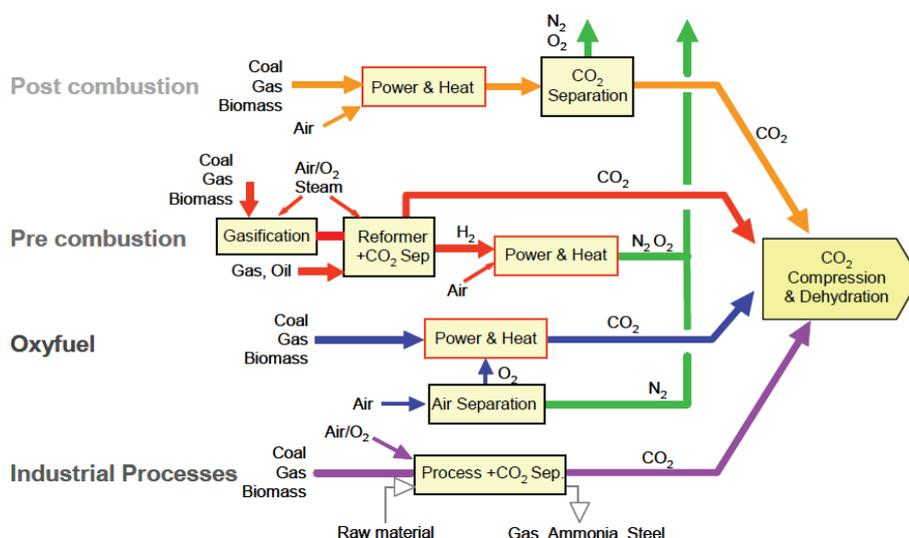 Post combustion
Coal
Gas
Biomass
Air
Power & Heat
N₂
O₂
CO₂
Separation
CO₂
Pre combustion
Coal
Gas
Biomass
Air/O₂
Steam
Gasification
Gas, Oil
Reformer
+CO₂ Sep
CO₂
H₂
Air
Power & Heat
N₂ O₂
CO₂
Compression
& Dehydration
Oxyfuel
Coal
Gas
Biomass
Power & Heat
CO₂
O₂
Air
Air Separation
N₂
Industrial Processes
Coal
Gas
Biomass
Air/O₂
Process +CO₂ Sep.
CO₂
Raw material
Gas, Ammonia, Steel